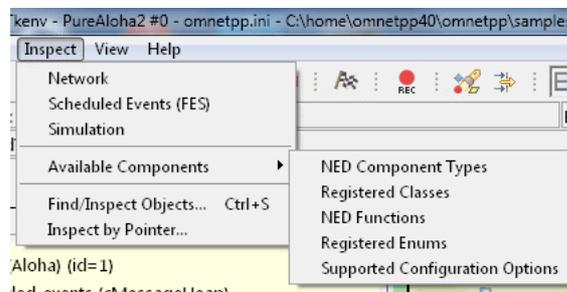 Tkenv - PureAloha2 #0 - omnetpp.ini - C:\home\omnetpp40\omnetpp\sample
Inspect View Help
Network
Scheduled Events (FES)
Simulation
REC
Available Components
NED Component Types
Registered Classes
NED Functions
Registered Enums
Supported Configuration Options
Find/Inspect Objects... Ctrl+S
Inspect by Pointer...
Aloha) (id=1)